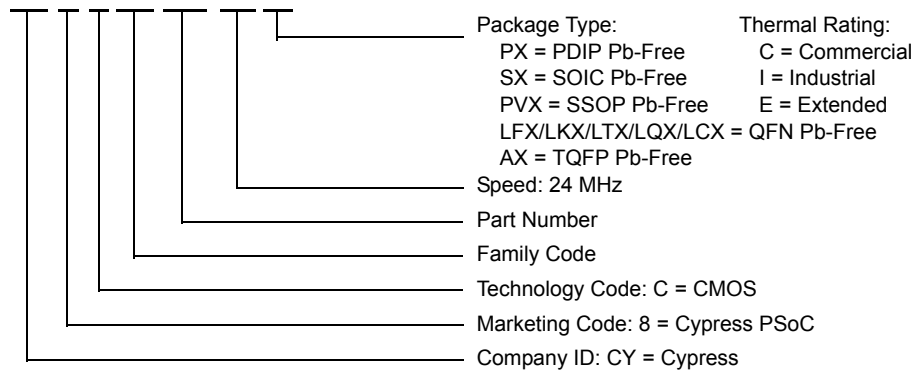 Package Type: Thermal Rating:
PX = PDIP Pb-Free C = Commercial
SX = SOIC Pb-Free I = Industrial
PVX = SSOP Pb-Free E = Extended
LFX/LKX/LTX/LQX/LCX = QFN Pb-Free
AX = TQFP Pb-Free
Speed: 24 MHz
Part Number
Family Code
Technology Code: C = CMOS
Marketing Code: 8 = Cypress PSoC
Company ID: CY = Cypress